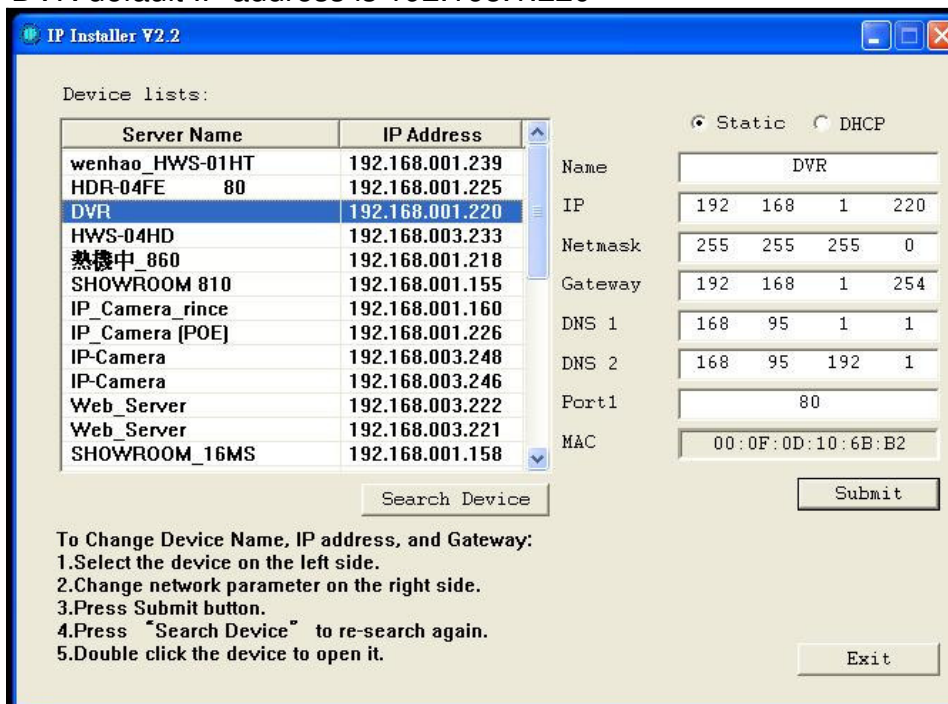 DVR default IP address is 192.168.1.220
IP Installer V2.2
Device lists:
Server Name IP Address
wenhao_HWS-01HT 192.168.001.239
HDR-04FE 80 192.168.001.225
DVR 192.168.001.220
HWS-04HD 192.168.003.233
熱機中_860 192.168.001.218
SHOWROOM 810 192.168.001.155
IP_Camera_rince 192.168.001.160
IP_Camera (POE) 192.168.001.226
IP-Camera 192.168.003.248
IP-Camera 192.168.003.246
Web_Server 192.168.003.222
Web_Server 192.168.003.221
SHOWROOM_16MS 192.168.001.158
Search Device
Static DHCP
Name DVR
IP 192 168 1 220
Netmask 255 255 255 0
Gateway 192 168 1 254
DNS 1 168 95 1 1
DNS 2 168 95 192 1
Port1 80
MAC 00:0F:0D:10:6B:B2
Submit
To Change Device Name, IP address, and Gateway:
1.Select the device on the left side.
2.Change network parameter on the right side.
3.Press Submit button.
4.Press “Search Device” to re-search again.
5.Double click the device to open it.
Exit